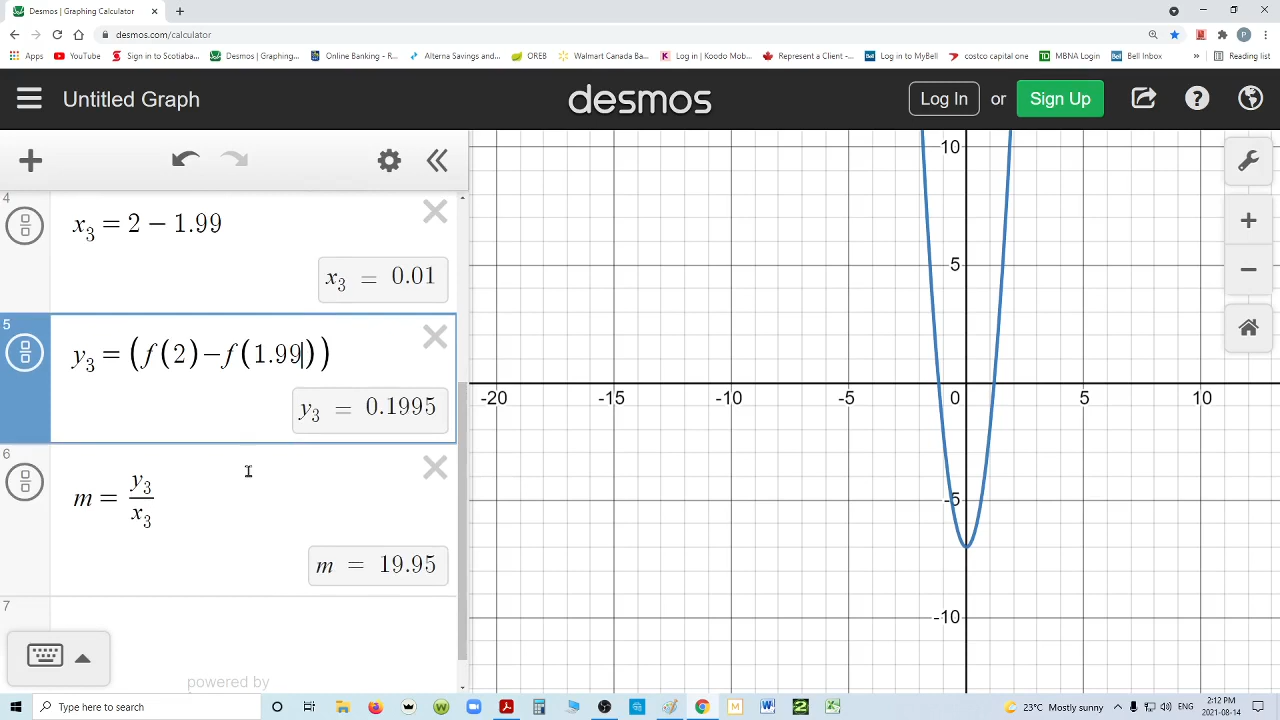 Desmos | Graphing Calculator
desmos.com/calculator
Apps
YouTube
Sign in to Scotiaba...
Desmos | Graphing...
Online Banking - R...
Alterna Savings and...
OREB
Walmart Canada Ba...
Log in | Koodo Mob...
Represent a Client -...
Log in to MyBell
costco capital one
MBNA Login
Bell Inbox
»
Reading list
Untitled Graph
desmos
Log In or Sign Up
4
x₃ = 2 − 1.99
x₃ = 0.01
5
y₃ = (f(2)−f(1.99))
y₃ = 0.1995
6
m = y₃/x₃
m = 19.95
7
powered by
10
5
-20 -15 -10 -5 0 5 10
-5
-10
Type here to search
23°C Mostly sunny
ENG
2:12 PM
2021-08-14